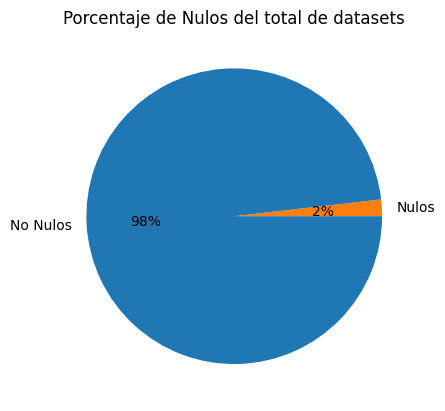 Porcentaje de Nulos del total de datasets
Nulos
2%
98%
No Nulos